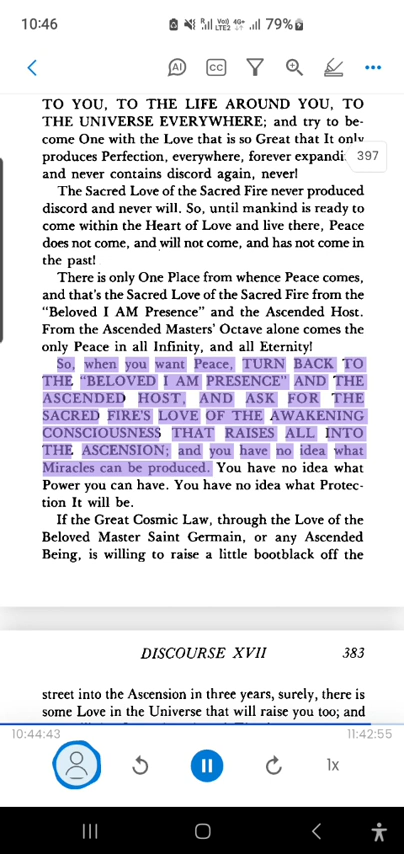 10:46
R Vo) LTE2 4G+ 79%
AI
CC
TO YOU, TO THE LIFE AROUND YOU, TO
THE UNIVERSE EVERYWHERE; and try to be-
come One with the Love that is so Great that It only
produces Perfection, everywhere, forever expandi
397
and never contains discord again, never!
The Sacred Love of the Sacred Fire never produced
discord and never will. So, until mankind is ready to
come within the Heart of Love and live there, Peace
does not come, and will not come, and has not come in
the past!
There is only One Place from whence Peace comes,
and that's the Sacred Love of the Sacred Fire from the
"Beloved I AM Presence" and the Ascended Host.
From the Ascended Masters' Octave alone comes the
only Peace in all Infinity, and all Eternity!
So, when you want Peace, TURN BACK TO
THE "BELOVED I AM PRESENCE" AND THE
ASCENDED HOST, AND ASK FOR THE
SACRED FIRE'S LOVE OF THE AWAKENING
CONSCIOUSNESS THAT RAISES ALL INTO
THE ASCENSION; and you have no idea what
Miracles can be produced. You have no idea what
Power you can have. You have no idea what Protec-
tion It will be.
If the Great Cosmic Law, through the Love of the
Beloved Master Saint Germain, or any Ascended
Being, is willing to raise a little bootblack off the
DISCOURSE XVII 383
street into the Ascension in three years, surely, there is
some Love in the Universe that will raise you too; and
10:44:43 11:42:55
1x